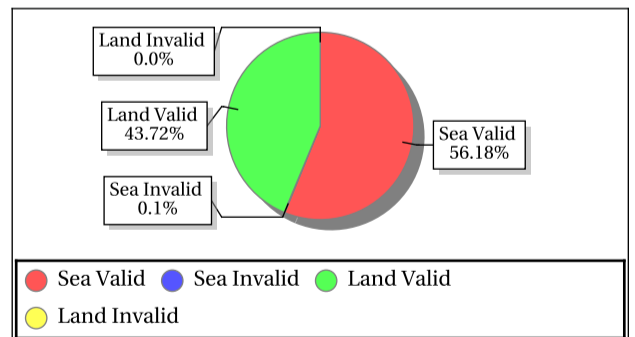 Land Invalid
0.0%
Land Valid
43.72%
Sea Valid
56.18%
Sea Invalid
0.1%
Sea Valid
Sea Invalid
Land Valid
Land Invalid